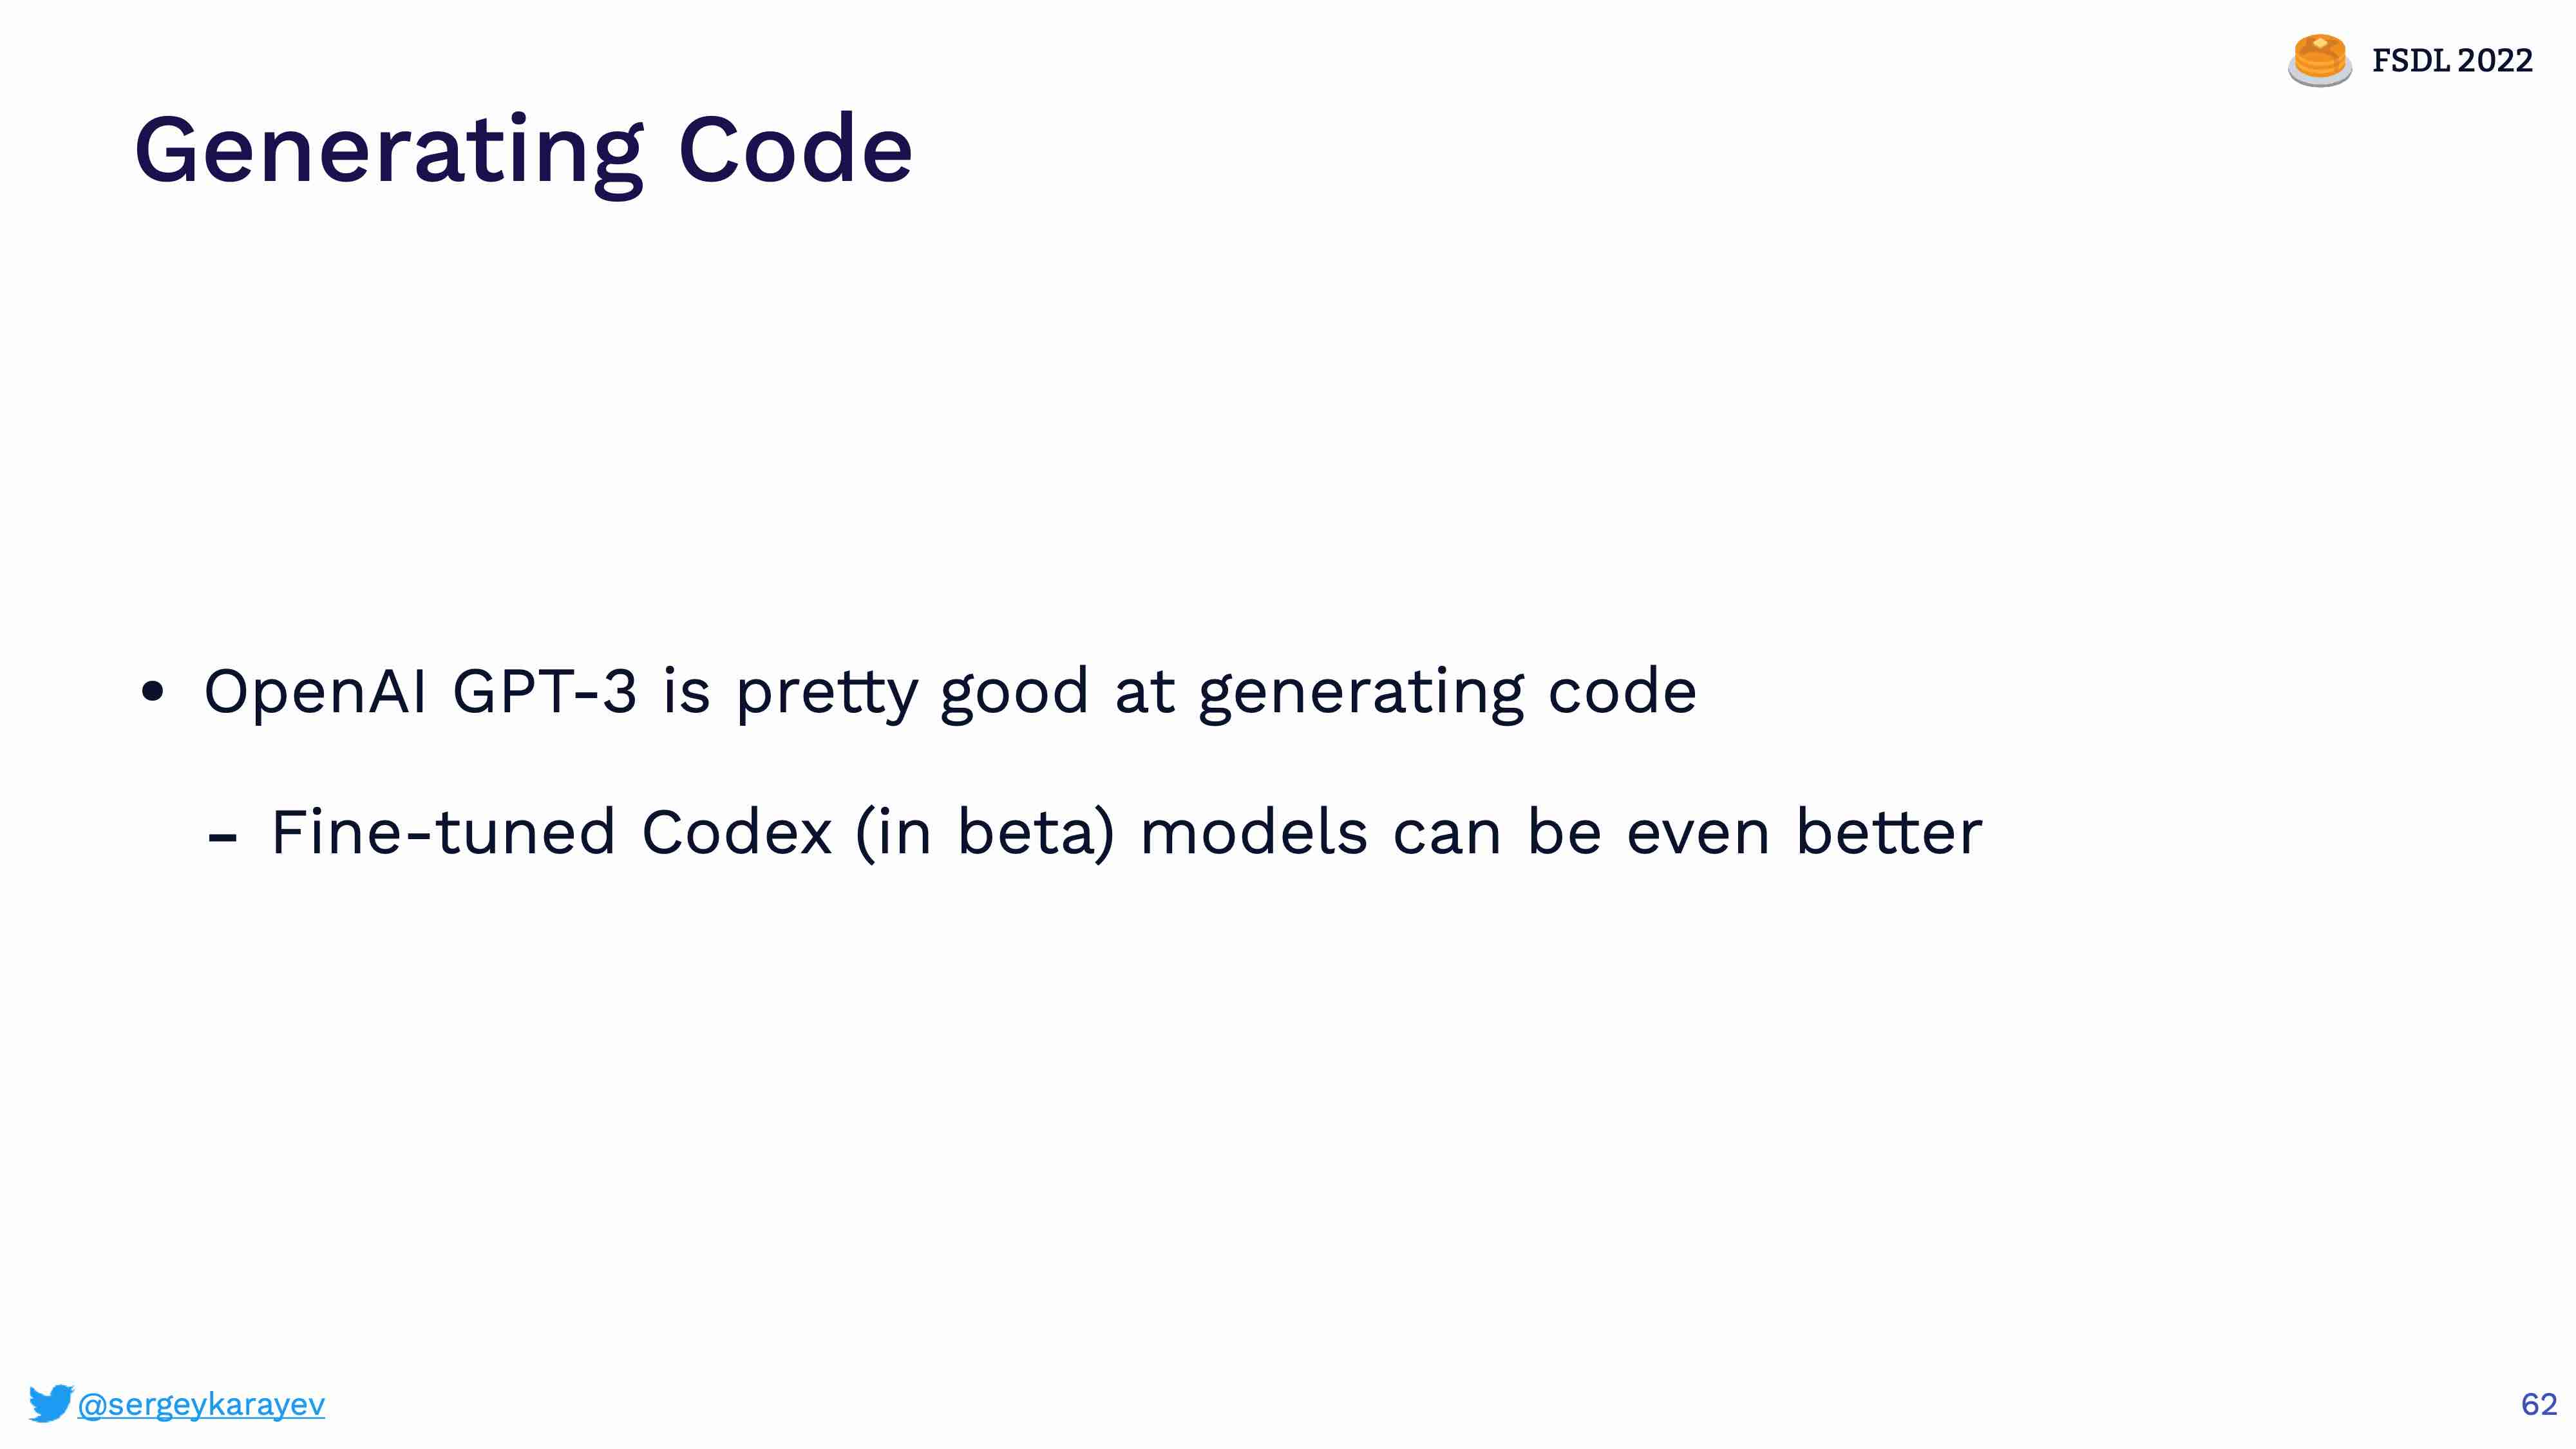 FSDL 2022
Generating Code
• OpenAI GPT-3 is pretty good at generating code
- Fine-tuned Codex (in beta) models can be even better
@sergeykarayev
62